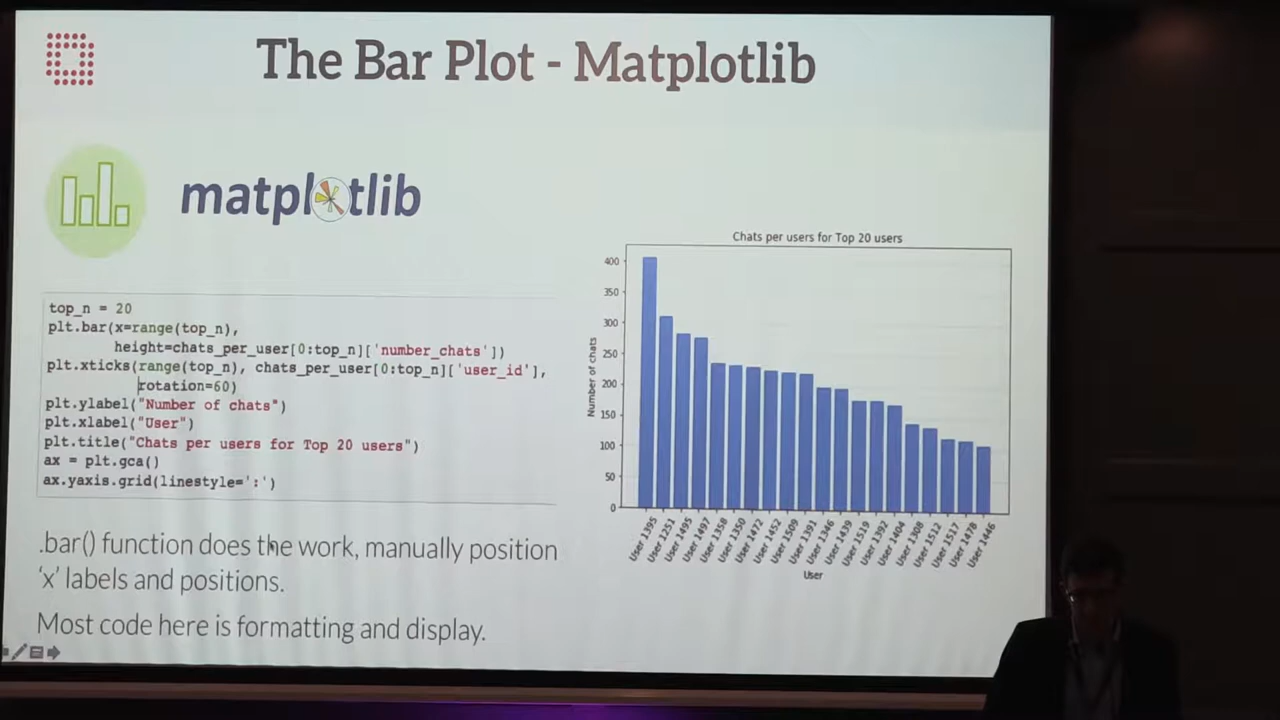 The Bar Plot - Matplotlib
matplotlib
top_n = 20
plt.bar(x=range(top_n),
height=chats_per_user[0:top_n]['number_chats'])
plt.xticks(range(top_n), chats_per_user[0:top_n]['user_id'],
rotation=60)
plt.ylabel("Number of chats")
plt.xlabel("User")
plt.title("Chats per users for Top 20 users")
ax = plt.gca()
ax.yaxis.grid(linestyle=':')
.bar() function does the work, manually position
‘x’ labels and positions.
Most code here is formatting and display.
Chats per users for Top 20 users
Number of chats
400
350
300
250
200
150
100
50
0
User 1395
User 1251
User 1495
User 1497
User 1358
User 1350
User 1472
User 1452
User 1509
User 1391
User 1346
User 1439
User 1519
User 1392
User 1404
User 1308
User 1512
User 1517
User 1478
User 1446
User